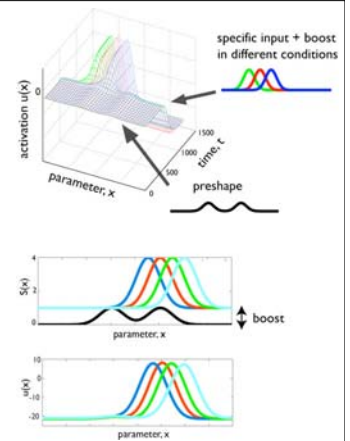 specific input + boost
in different conditions
activation u(x)
0
parameter, x
0
500
1000
1500
time, t
preshape
S(x)
4
2
0
parameter, x
boost
u(x)
10
0
-10
-20
parameter, x